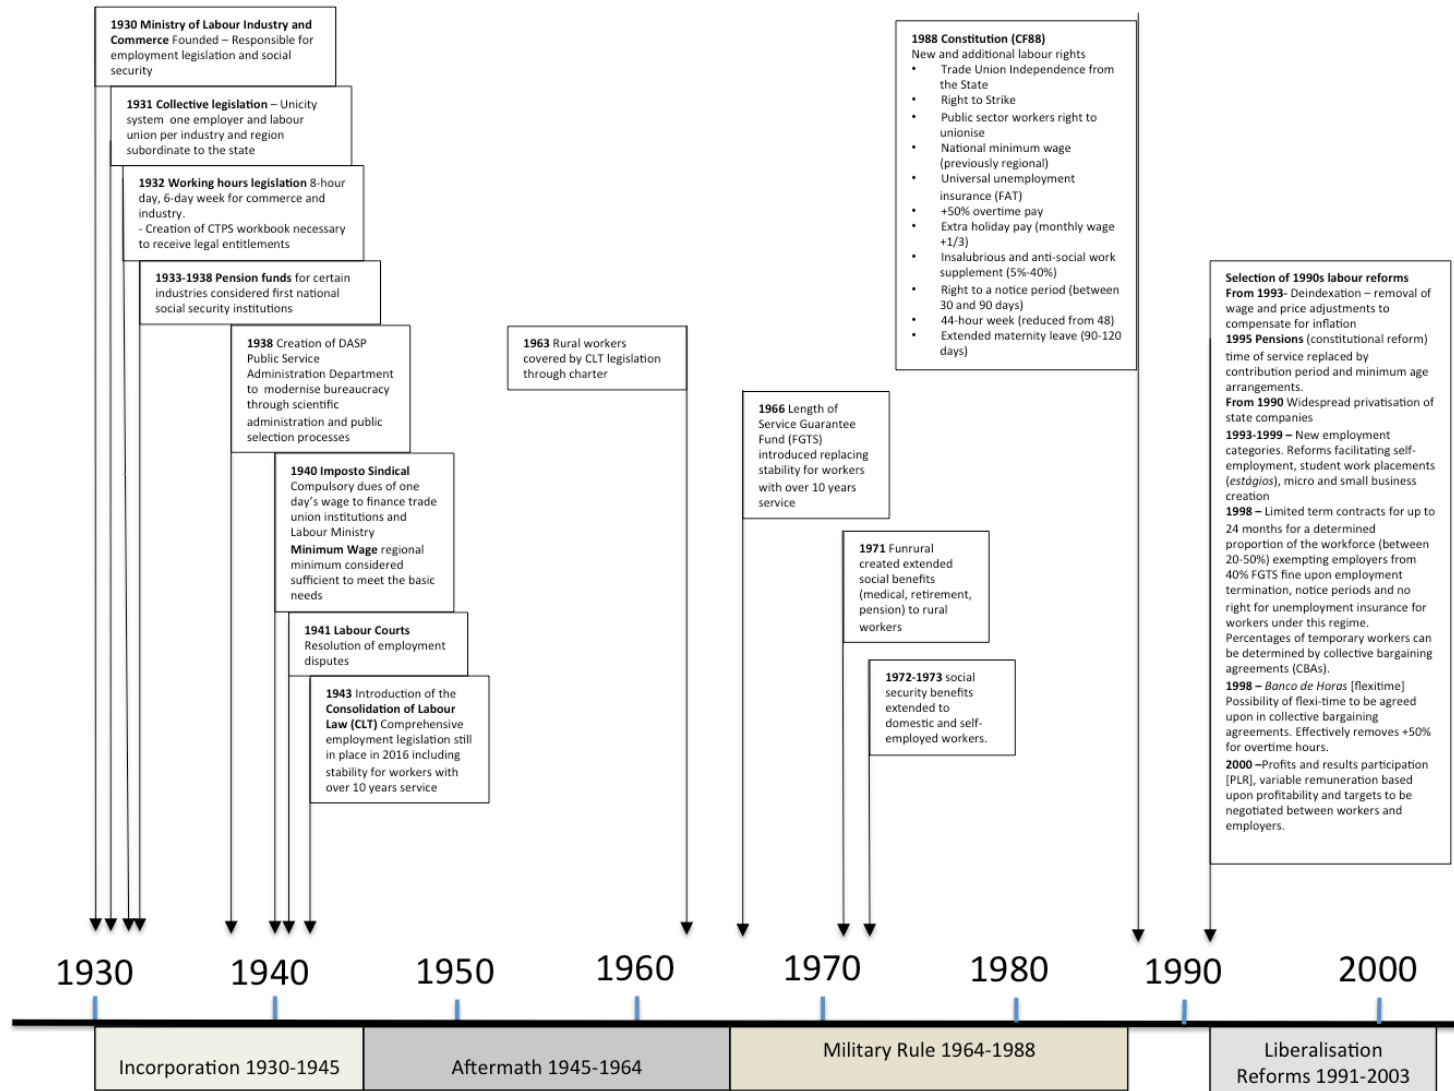 1930 Ministry of Labour Industry and
Commerce Founded – Responsible for
employment legislation and social
security
1931 Collective legislation – Unicity
system one employer and labour
union per industry and region
subordinate to the state
1932 Working hours legislation 8-hour
day, 6-day week for commerce and
industry.
- Creation of CTPS workbook necessary
to receive legal entitlements
1933-1938 Pension funds for certain
industries considered first national
social security institutions
1938 Creation of DASP
Public Service
Administration Department
to modernise bureaucracy
through scientific
administration and public
selection processes
1940 Imposto Sindical
Compulsory dues of one
day's wage to finance trade
union institutions and
Labour Ministry
Minimum Wage regional
minimum considered
sufficient to meet the basic
needs
1941 Labour Courts
Resolution of employment
disputes
1943 Introduction of the
Consolidation of Labour
Law (CLT) Comprehensive
employment legislation still
in place in 2016 including
stability for workers with
over 10 years service
1963 Rural workers
covered by CLT legislation
through charter
1966 Length of
Service Guarantee
Fund (FGTS)
introduced replacing
stability for workers
with over 10 years
service
1971 Funrural
created extended
social benefits
(medical, retirement,
pension) to rural
workers
1972-1973 social
security benefits
extended to
domestic and self-
employed workers.
1988 Constitution (CF88)
New and additional labour rights
• Trade Union Independence from
the State
• Right to Strike
• Public sector workers right to
unionise
• National minimum wage
(previously regional)
• Universal unemployment
insurance (FAT)
• +50% overtime pay
• Extra holiday pay (monthly wage
+1/3)
• Insalubrious and anti-social work
supplement (5%-40%)
• Right to a notice period (between
30 and 90 days)
• 44-hour week (reduced from 48)
• Extended maternity leave (90-120
days)
Selection of 1990s labour reforms
From 1993- Deindexation – removal of
wage and price adjustments to
compensate for inflation
1995 Pensions (constitutional reform)
time of service replaced by
contribution period and minimum age
arrangements.
From 1990 Widespread privatisation of
state companies
1993-1999 – New employment
categories. Reforms facilitating self-
employment, student work placements
(estágios), micro and small business
creation
1998 – Limited term contracts for up to
24 months for a determined
proportion of the workforce (between
20-50%) exempting employers from
40% FGTS fine upon employment
termination, notice periods and no
right for unemployment insurance for
workers under this regime.
Percentages of temporary workers can
be determined by collective bargaining
agreements (CBAs).
1998 – Banco de Horas [flexitime]
Possibility of flexi-time to be agreed
upon in collective bargaining
agreements. Effectively removes +50%
for overtime hours.
2000 –Profits and results participation
[PLR], variable remuneration based
upon profitability and targets to be
negotiated between workers and
employers.
1930 1940 1950 1960 1970 1980 1990 2000
Incorporation 1930-1945
Aftermath 1945-1964
Military Rule 1964-1988
Liberalisation
Reforms 1991-2003